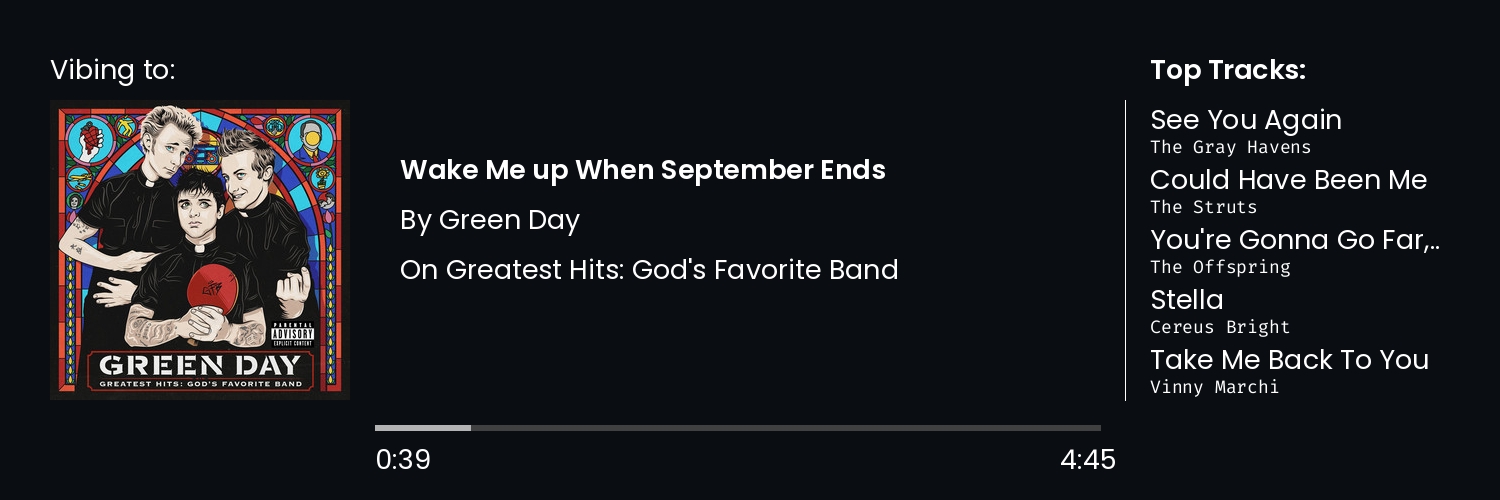 Vibing to:
PARENTAL
ADVISORY
EXPLICIT CONTENT
GREEN DAY
GREATEST HITS: GOD'S FAVORITE BAND
Wake Me up When September Ends
By Green Day
On Greatest Hits: God's Favorite Band
0:39
4:45
Top Tracks:
See You Again
The Gray Havens
Could Have Been Me
The Struts
You're Gonna Go Far,..
The Offspring
Stella
Cereus Bright
Take Me Back To You
Vinny Marchi